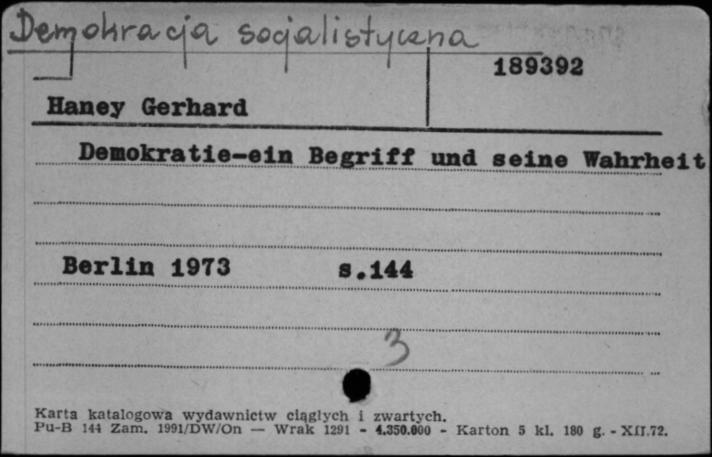 Demokracja socjalistyczna
189392
Haney Gerhard
Demokratie-ein Begriff und seine Wahrheit
Berlin 1973 s.144
3
Karta katalogowa wydawnictw ciągłych i zwartych.
Pu-B 144 Zam. 1991/DW/On — Wrak 1291 - 4.350.000 - Karton 5 kl. 180 g. - XII.72.